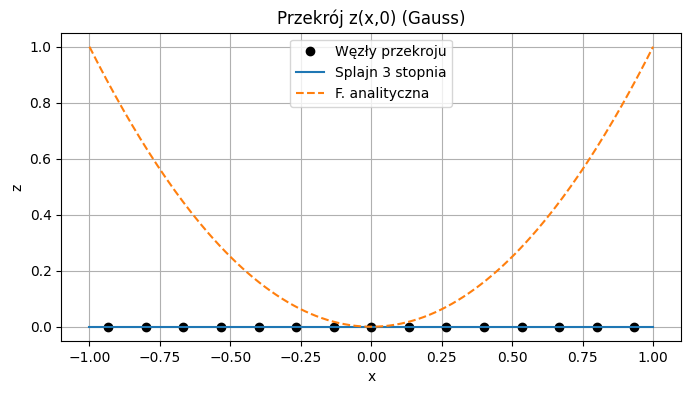 Przekrój z(x,0) (Gauss)
Węzły przekroju
Splajn 3 stopnia
F. analityczna
1.0
0.8
0.6
0.4
0.2
0.0
z
−1.00 −0.75 −0.50 −0.25 0.00 0.25 0.50 0.75 1.00
x